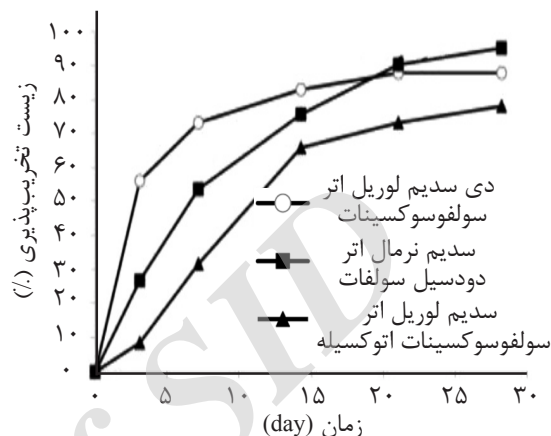 زیست تخریب‌پذیری (٪)
۱۰۰
۹۰
۸۰
۷۰
۶۰
۵۰
۴۰
۳۰
۲۰
۱۰
۰
دی سدیم لوریل اتر
سولفوسوکسینات
سدیم نرمال اتر
دودسیل سولفات
سدیم لوریل اتر
سولفوسوکسینات اتوکسیله
۰ ۵ ۱۰ ۱۵ ۲۰ ۲۵ ۳۰
زمان (day)
SID